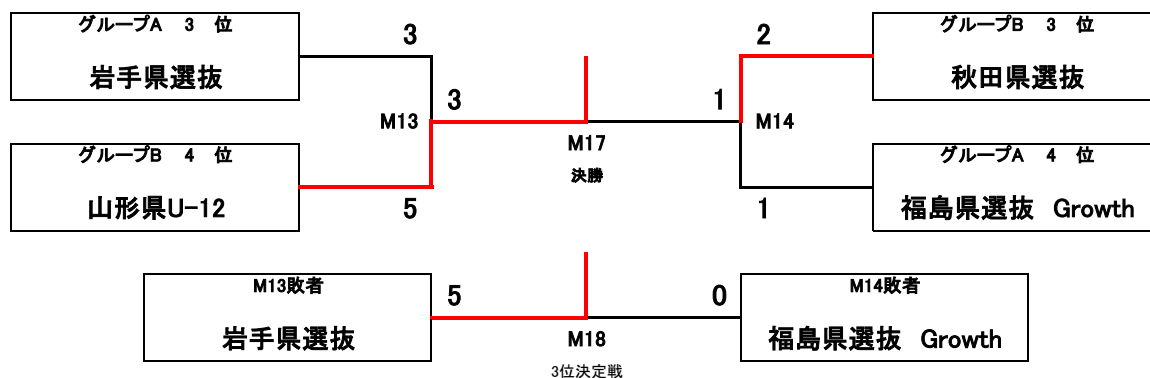 グループA　3　位
岩手県選抜
3
2
グループB　3　位
秋田県選抜
M13
3
1
M14
M17
決勝
グループB　4　位
山形県U-12
5
1
グループA　4　位
福島県選抜　Growth
M13敗者
岩手県選抜
5
0
M14敗者
福島県選抜　Growth
M18
3位決定戦